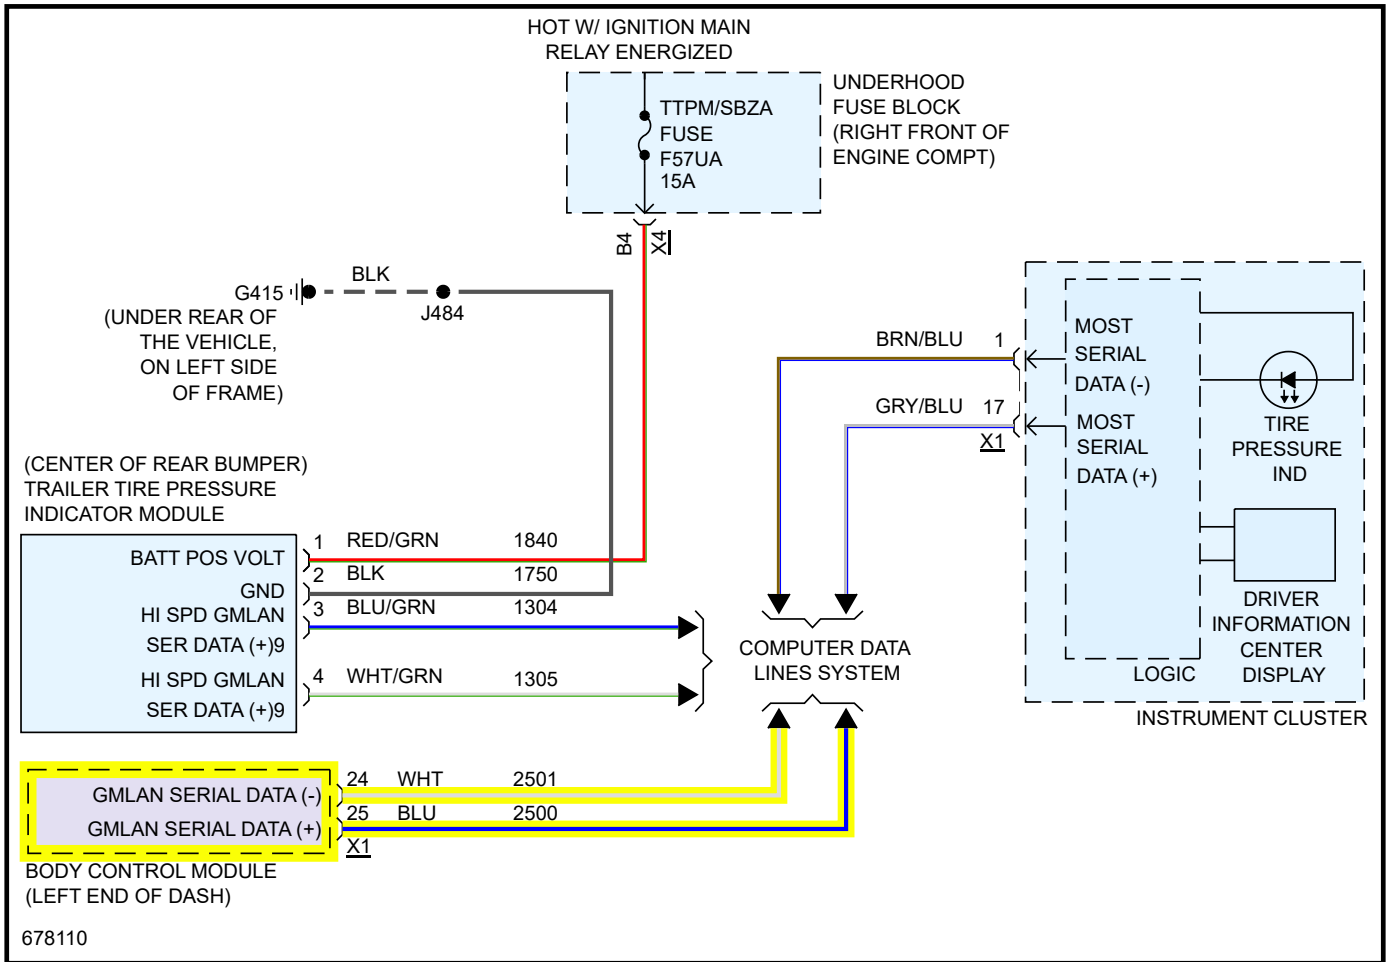 HOT W/ IGNITION MAIN
RELAY ENERGIZED
TTPM/SBZA
FUSE
F57UA
15A
UNDERHOOD
FUSE BLOCK
(RIGHT FRONT OF
ENGINE COMPT)
B4
X4
BLK
G415
J484
(UNDER REAR OF
THE VEHICLE,
ON LEFT SIDE
OF FRAME)
BRN/BLU 1
GRY/BLU 17
X1
MOST
SERIAL
DATA (-)
MOST
SERIAL
DATA (+)
TIRE
PRESSURE
IND
DRIVER
INFORMATION
CENTER
DISPLAY
LOGIC
INSTRUMENT CLUSTER
(CENTER OF REAR BUMPER)
TRAILER TIRE PRESSURE
INDICATOR MODULE
BATT POS VOLT
1 RED/GRN 1840
GND
2 BLK 1750
HI SPD GMLAN
SER DATA (+)9
3 BLU/GRN 1304
HI SPD GMLAN
SER DATA (+)9
4 WHT/GRN 1305
COMPUTER DATA
LINES SYSTEM
GMLAN SERIAL DATA (-)
24 WHT 2501
GMLAN SERIAL DATA (+)
25 BLU 2500
X1
BODY CONTROL MODULE
(LEFT END OF DASH)
678110